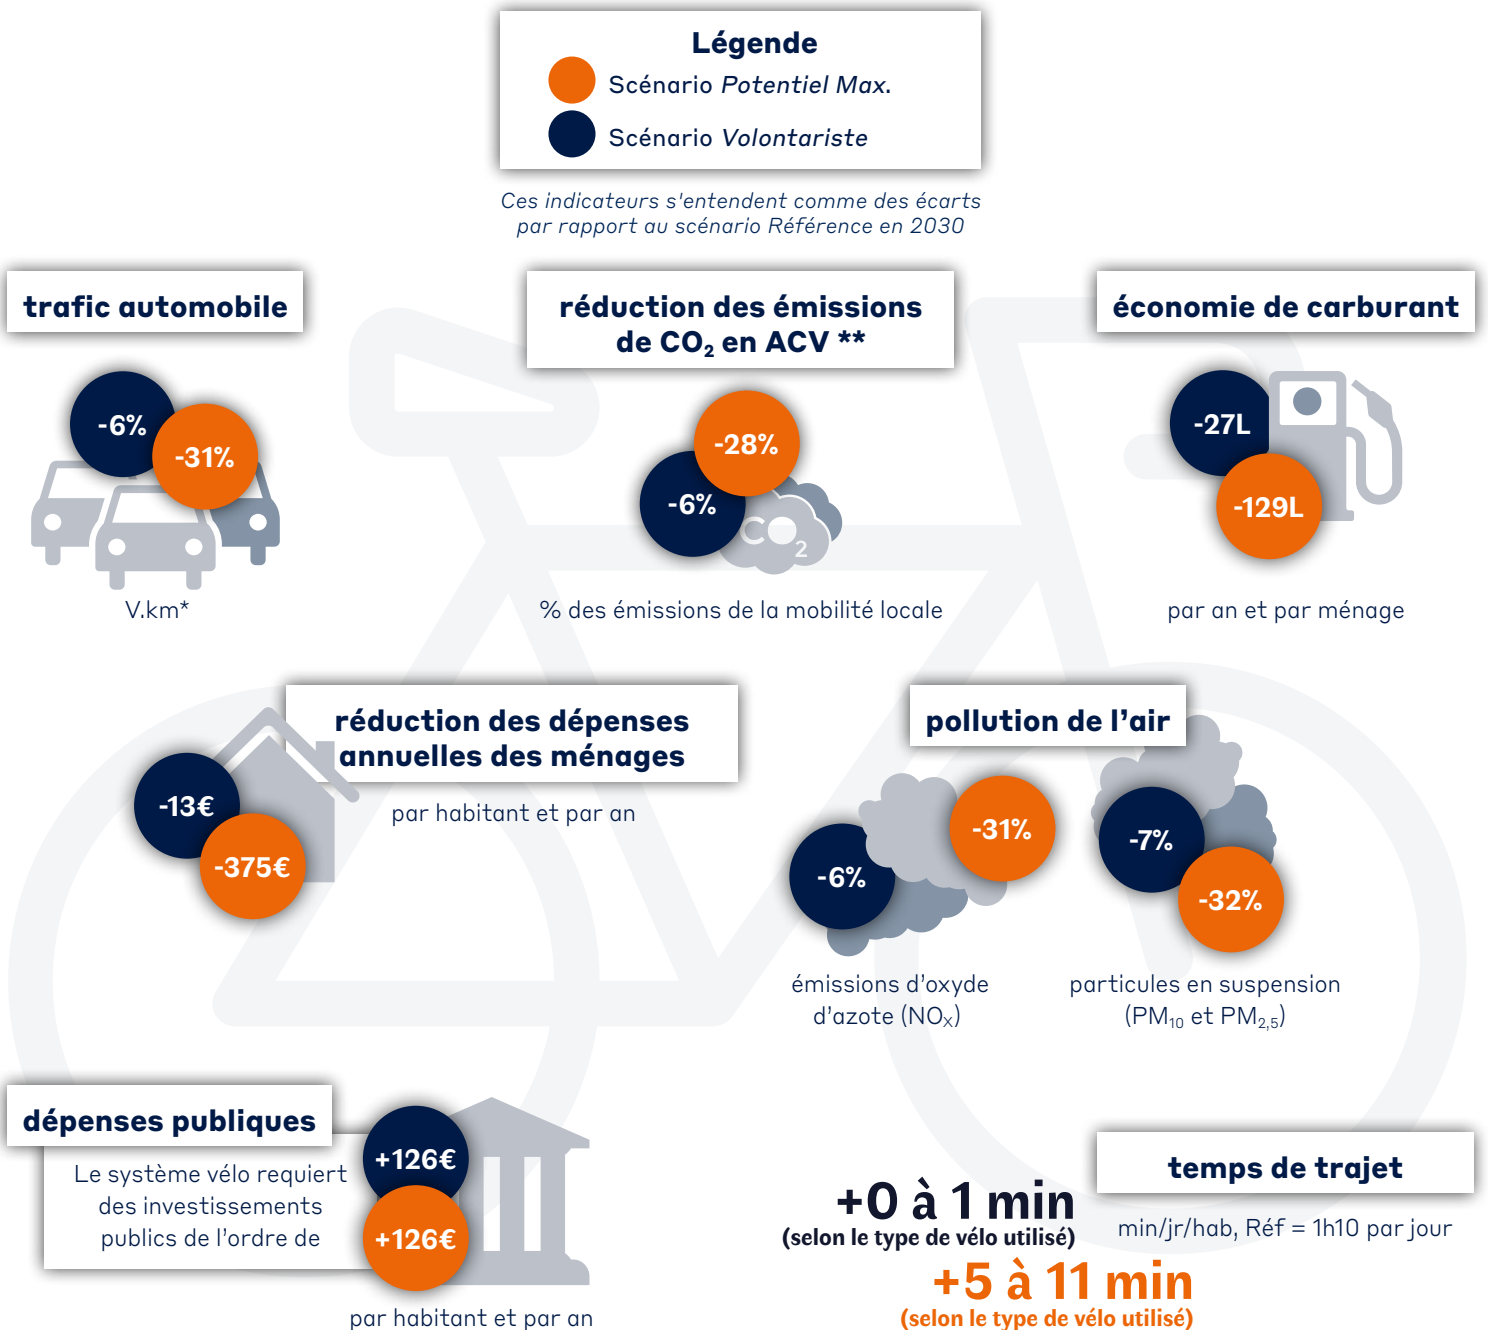 Légende
Scénario Potentiel Max.
Scénario Volontariste
Ces indicateurs s'entendent comme des écarts
par rapport au scénario Référence en 2030
trafic automobile
-6%
-31%
V.km*
réduction des émissions
de CO₂ en ACV **
-28%
-6%
CO₂
% des émissions de la mobilité locale
économie de carburant
-27L
-129L
par an et par ménage
réduction des dépenses
annuelles des ménages
par habitant et par an
-13€
-375€
pollution de l’air
-6%
-31%
émissions d’oxyde
d’azote (NOₓ)
-7%
-32%
particules en suspension
(PM₁₀ et PM₂,₅)
dépenses publiques
Le système vélo requiert
des investissements
publics de l’ordre de
+126€
+126€
par habitant et par an
temps de trajet
min/jr/hab, Réf = 1h10 par jour
+0 à 1 min
(selon le type de vélo utilisé)
+5 à 11 min
(selon le type de vélo utilisé)